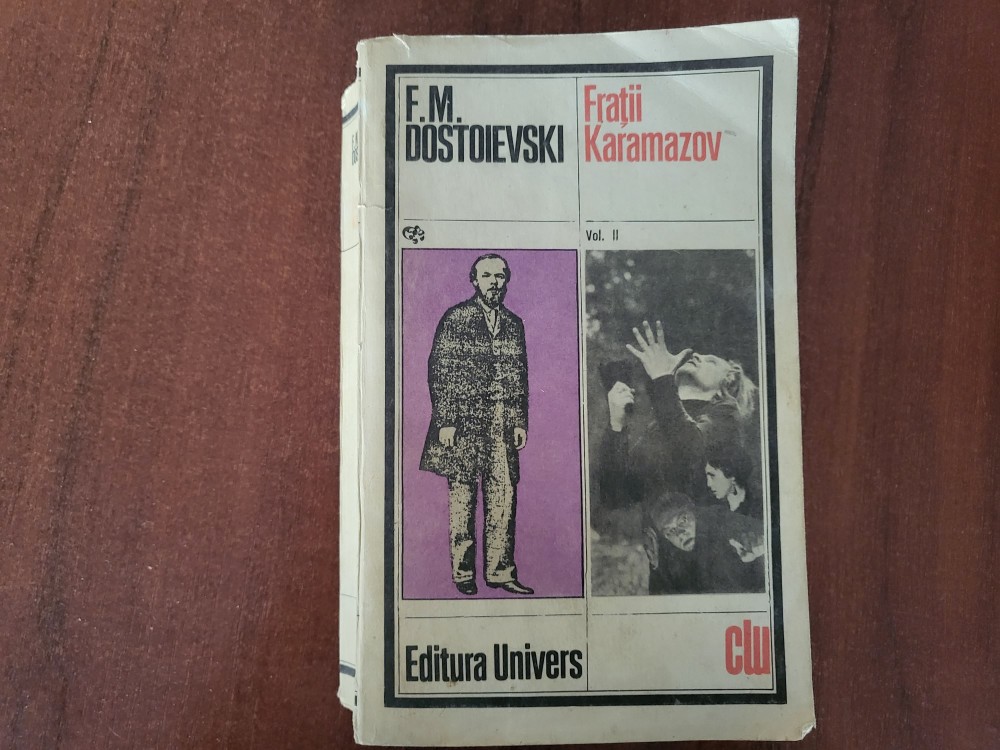 F.M.
DOSTOIEVSKI
Frații
Karamazov
Vol. II
Editura Univers
clu